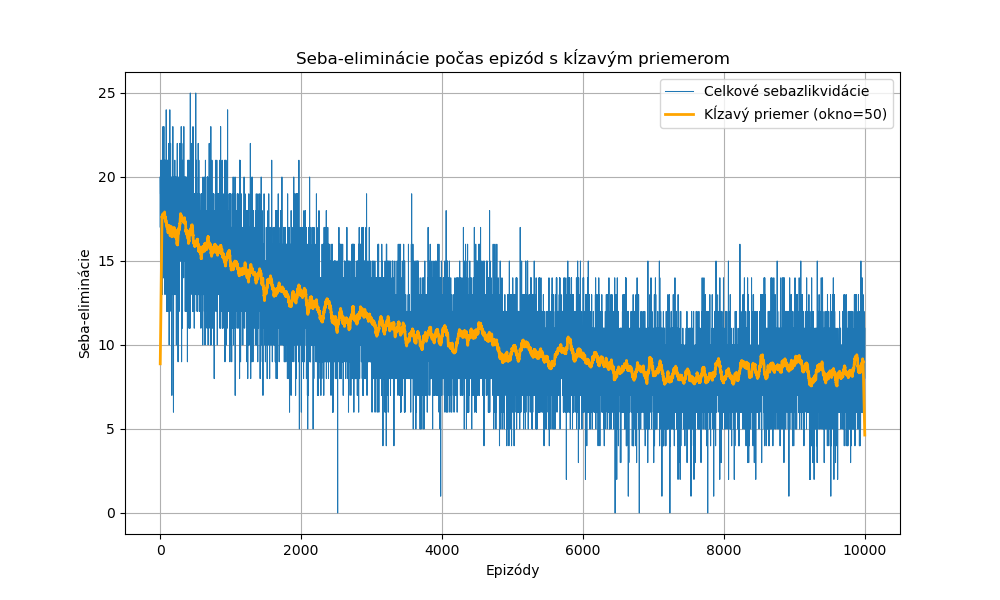 Seba-eliminácie počas epizód s kĺzavým priemerom
Celkové sebazlikvidácie
Kĺzavý priemer (okno=50)
Seba-eliminácie
25
20
15
10
5
0
0 2000 4000 6000 8000 10000
Epizódy